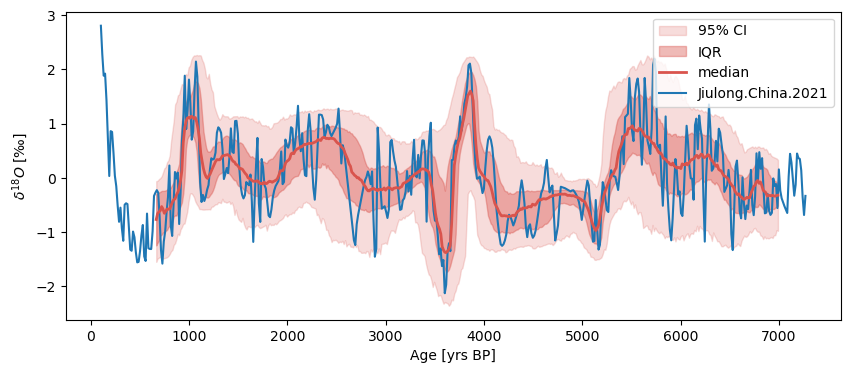 3
2
1
0
−1
−2
δ¹⁸O [‰]
0
1000
2000
3000
4000
5000
6000
7000
Age [yrs BP]
95% CI
IQR
median
Jiulong.China.2021